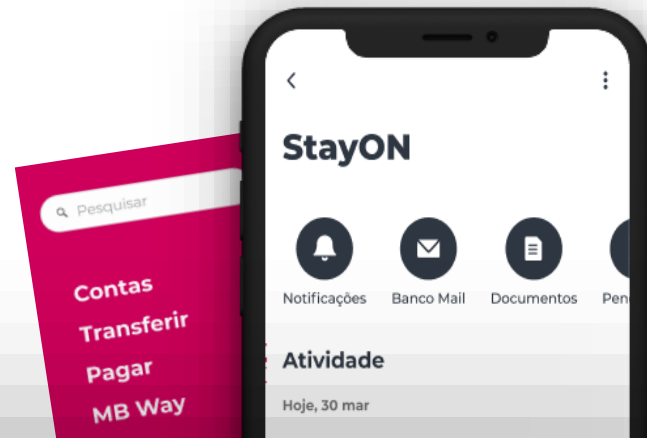 Pesquisar
Contas
Transferir
Pagar
MB Way
StayON
Notificações Banco Mail Documentos
Atividade
Hoje, 30 mar